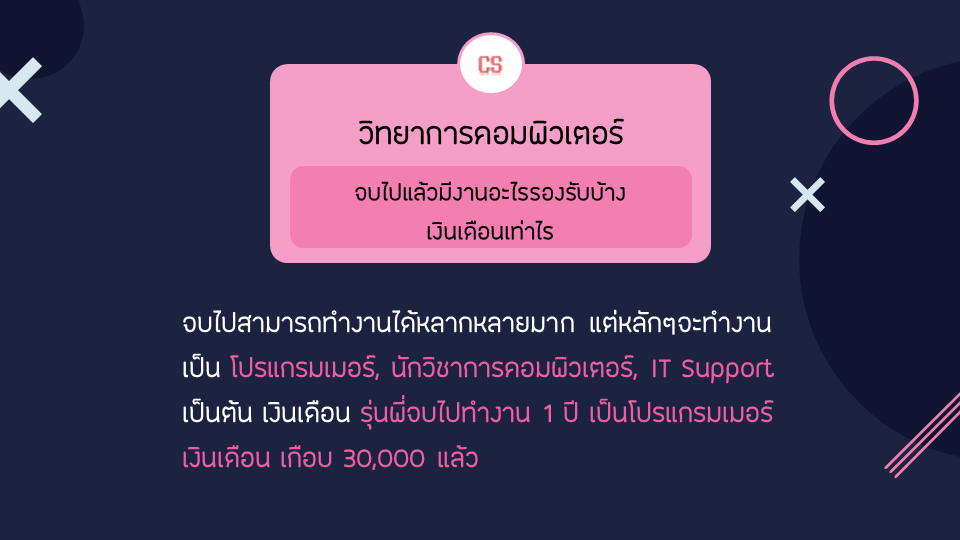 CS
วิทยาการคอมพิวเตอร์
จบไปแล้วมีงานอะไรรองรับบ้าง
เงินเดือนเท่าไร
จบไปสามารถทำงานได้หลากหลายมาก แต่หลักๆจะทำงาน
เป็น โปรแกรมเมอร์, นักวิชาการคอมพิวเตอร์, IT Support
เป็นต้น เงินเดือน รุ่นพี่จบไปทำงาน 1 ปี เป็นโปรแกรมเมอร์
เงินเดือน เกือบ 30,000 แล้ว